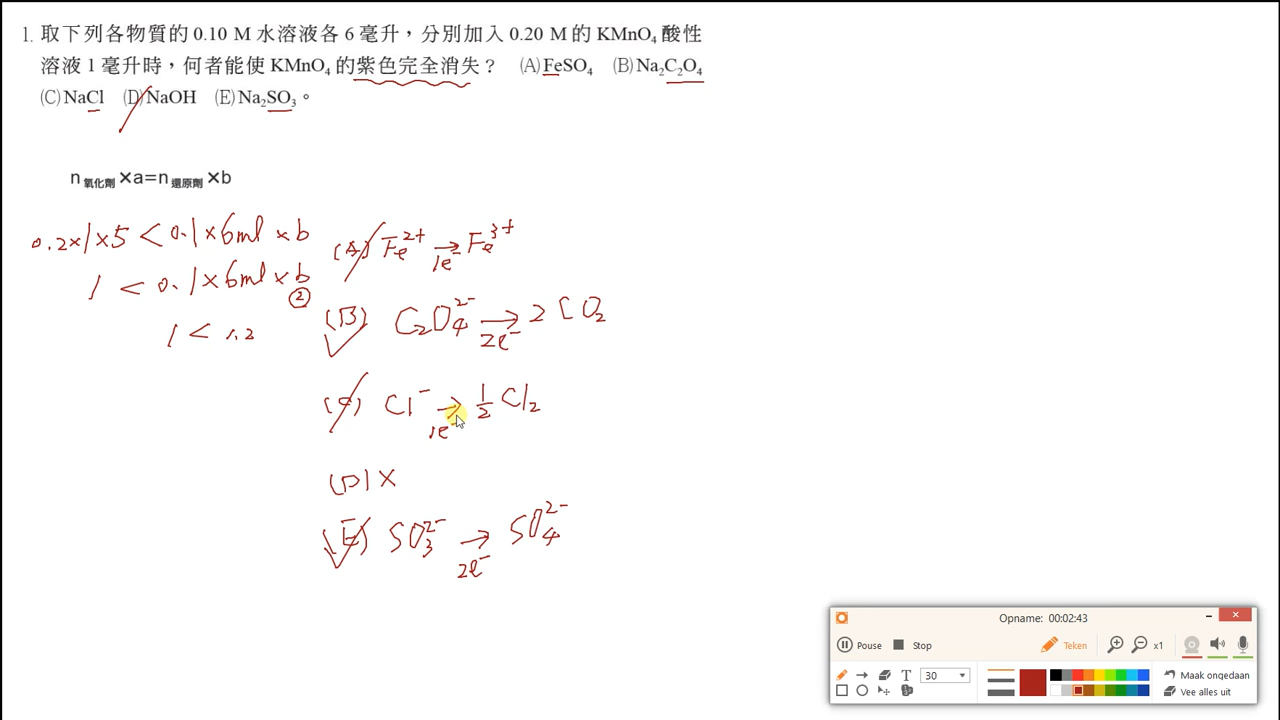 1. 取下列各物質的 0.10 M 水溶液各 6 毫升，分別加入 0.20 M 的 KMnO₄ 酸性
溶液 1 毫升時，何者能使 KMnO₄ 的紫色完全消失？ (A) FeSO₄ (B) Na₂C₂O₄
(C) NaCl (D) NaOH (E) Na₂SO₃。
n氧化劑×a=n還原劑×b
0.2×1×5 < 0.1×6ml×b
1 < 0.1×6ml×b
②
1 < 1.2
(A) Fe²⁺ → Fe³⁺
1e⁻
(B) C₂O₄²⁻ → 2CO₂
2e⁻
(C) Cl⁻ → ½ Cl₂
1e⁻
(D) ×
(E) SO₃²⁻ → SO₄²⁻
2e⁻
Opname: 00:02:43
Pause Stop Teken x1
T 30 Maak ongedaan
Vee alles uit